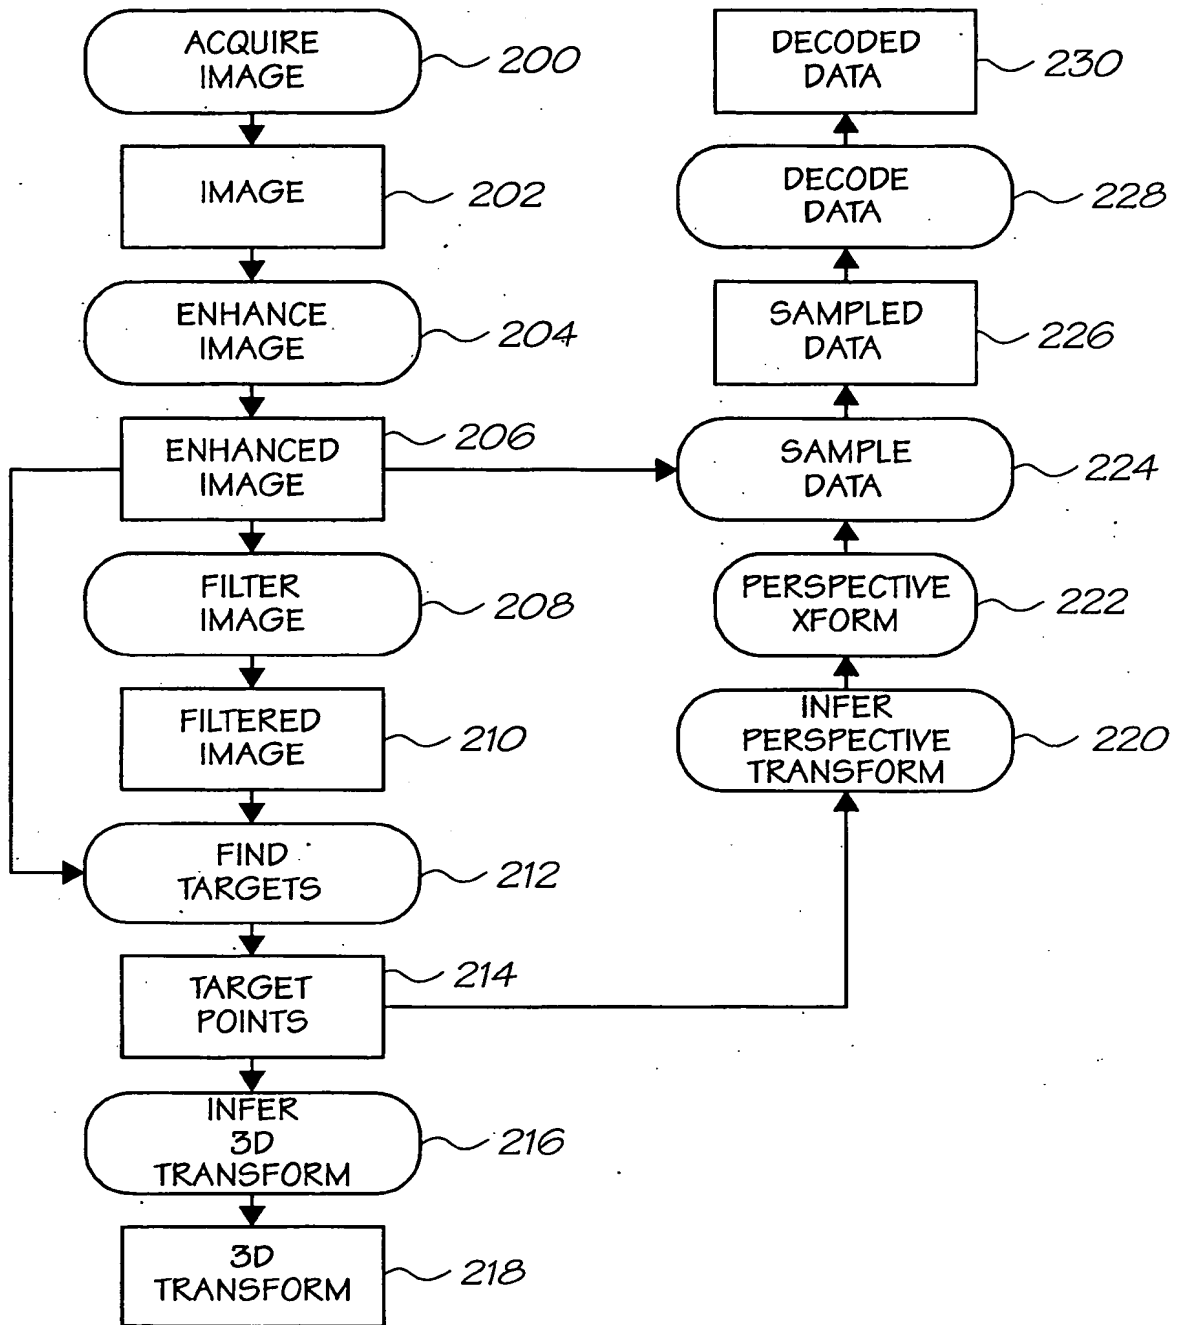 ACQUIRE
IMAGE
200
IMAGE
202
ENHANCE
IMAGE
204
ENHANCED
IMAGE
206
FILTER
IMAGE
208
FILTERED
IMAGE
210
FIND
TARGETS
212
TARGET
POINTS
214
INFER
3D
TRANSFORM
216
3D
TRANSFORM
218
DECODED
DATA
230
DECODE
DATA
228
SAMPLED
DATA
226
SAMPLE
DATA
224
PERSPECTIVE
XFORM
222
INFER
PERSPECTIVE
TRANSFORM
220